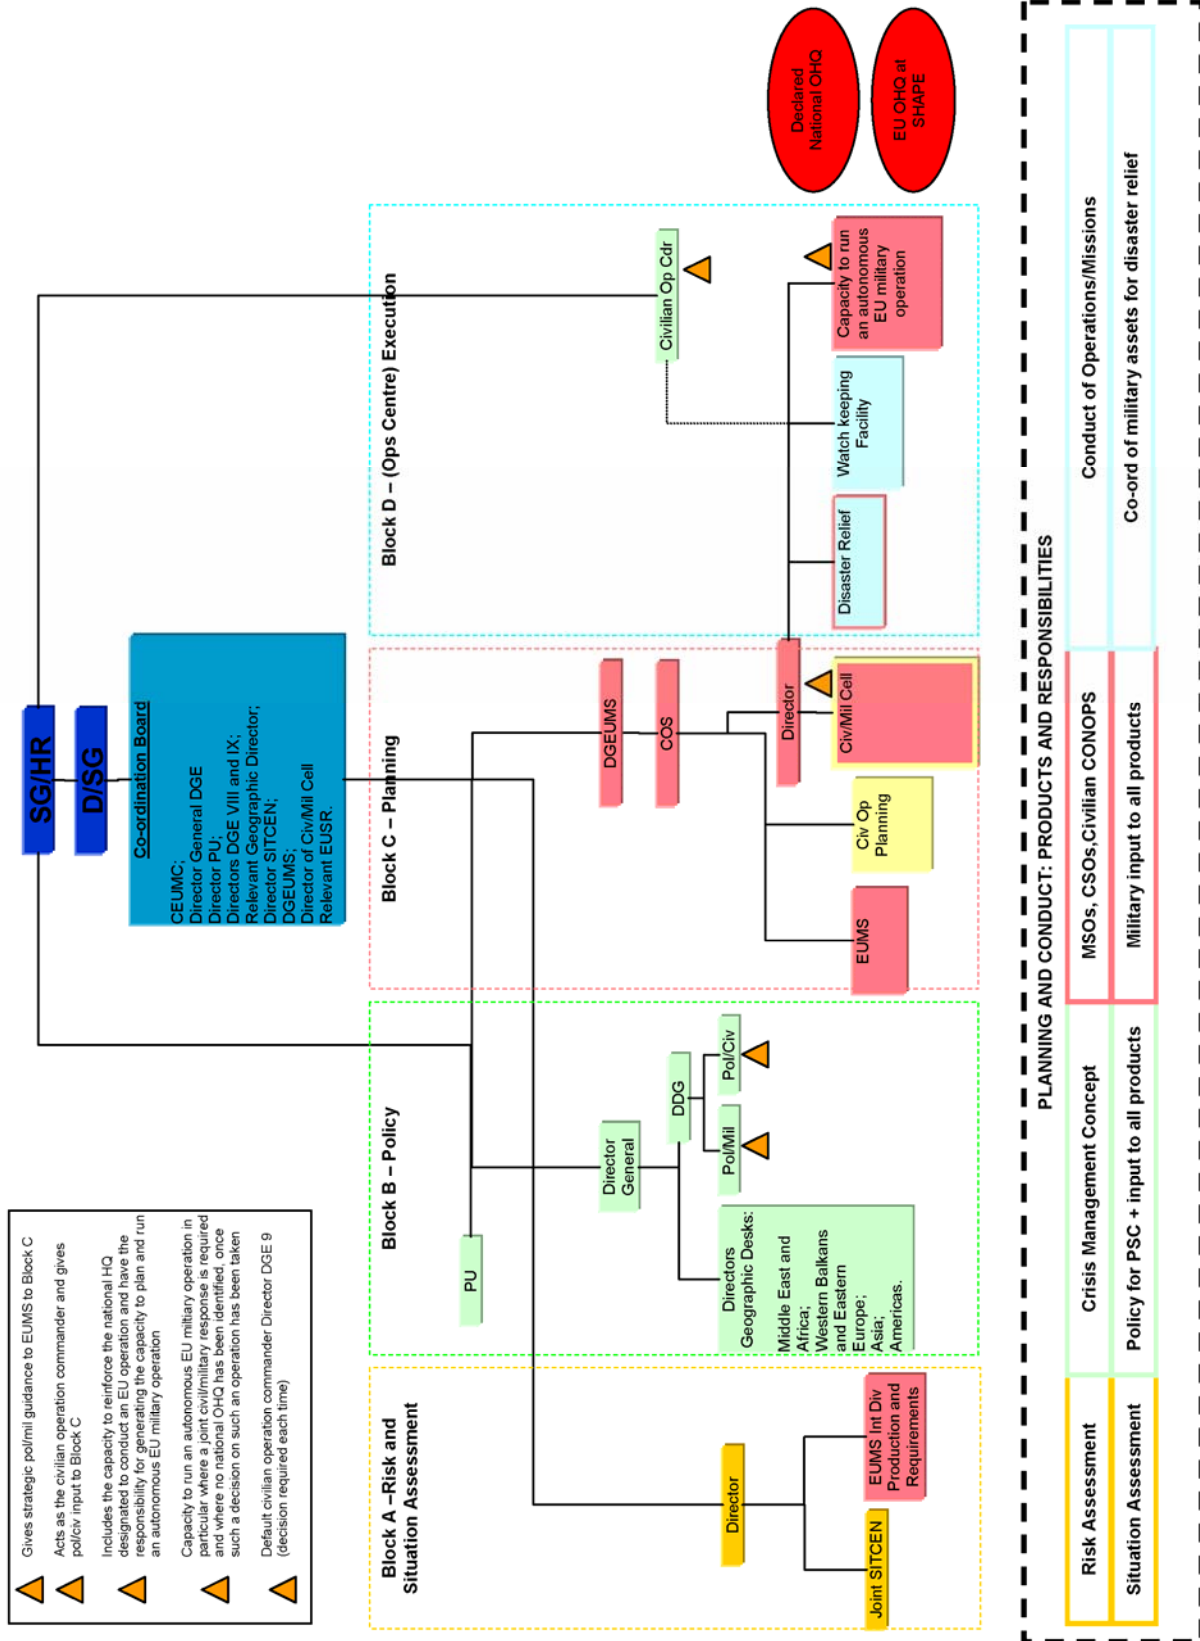 Gives strategic pol/mil guidance to EUMS to Block C
Acts as the civilian operation commander and gives
pol/civ input to Block C
Includes the capacity to reinforce the national HQ
designated to conduct an EU operation and have the
responsibility for generating the capacity to plan and run
an autonomous EU military operation
Capacity to run an autonomous EU miltiary operation in
particular where a joint civil/military response is required
and where no national OHQ has been identified, once
such a decision on such an operation has been taken
Default civilian operation commander Director DGE 9
(decision required each time)
SG/HR
D/SG
Co-ordination Board
CEUMC;
Director General DGE
Director PU;
Directors DGE VIII and IX;
Relevant Geographic Director;
Director SITCEN;
DGEUMS;
Director of Civ/Mil Cell
Relevant EUSR.
Block A –Risk and
Situation Assessment
Director
Joint SITCEN
EUMS Int Div
Production and
Requirements
Block B – Policy
PU
Director
General
DDG
Pol/Mil
Pol/Civ
Directors
Geographic Desks:
Middle East and
Africa;
Western Balkans
and Eastern
Europe;
Asia;
Americas.
Block C – Planning
DGEUMS
COS
Director
EUMS
Civ Op
Planning
Civ/Mil Cell
Block D – (Ops Centre) Execution
Civilian Op Cdr
Disaster Relief
Watch keeping
Facility
Capacity to run
an autonomous
EU military
operation
Declared
National OHQ
EU OHQ at
SHAPE
PLANNING AND CONDUCT: PRODUCTS AND RESPONSIBILITIES
Risk Assessment
Crisis Management Concept
MSOs, CSOs,Civilian CONOPS
Conduct of Operations/Missions
Situation Assessment
Policy for PSC + input to all products
Military input to all products
Co-ord of military assets for disaster relief